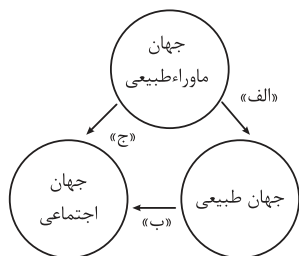 جهان
ماوراءطبیعی
«الف»
«ج»
جهان
اجتماعی
جهان طبیعی
«ب»